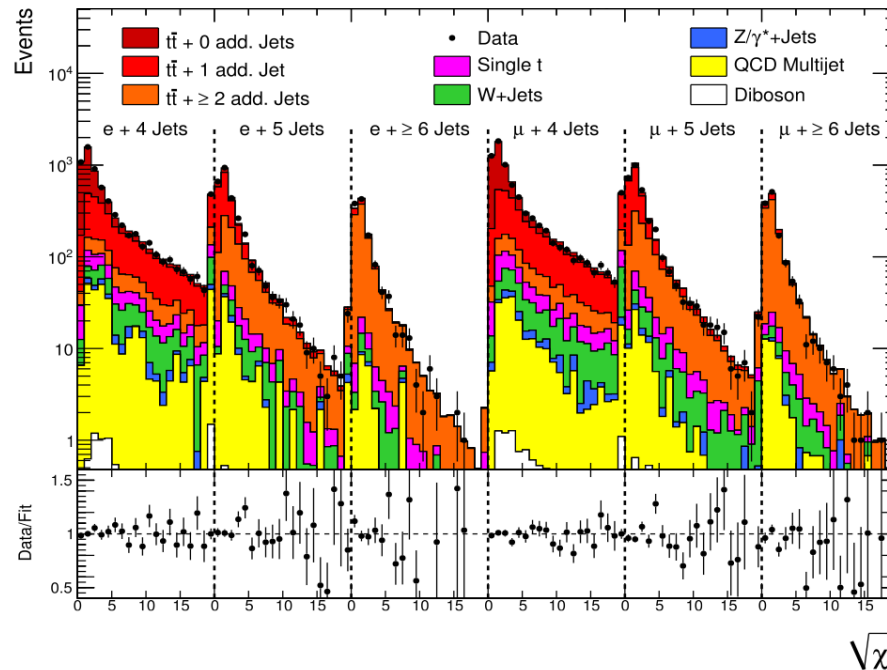 Events
tt̄ + 0 add. Jets
tt̄ + 1 add. Jet
tt̄ + ≥ 2 add. Jets
Data
Single t
W+Jets
Z/γ*+Jets
QCD Multijet
Diboson
e + 4 Jets
e + 5 Jets
e + ≥ 6 Jets
μ + 4 Jets
μ + 5 Jets
μ + ≥ 6 Jets
10⁴
10³
10²
10
1
Data/Fit
1.5
1
0.5
0 5 10 15 0 5 10 15 0 5 10 15 0 5 10 15 0 5 10 15 0 5 10 15
√χ